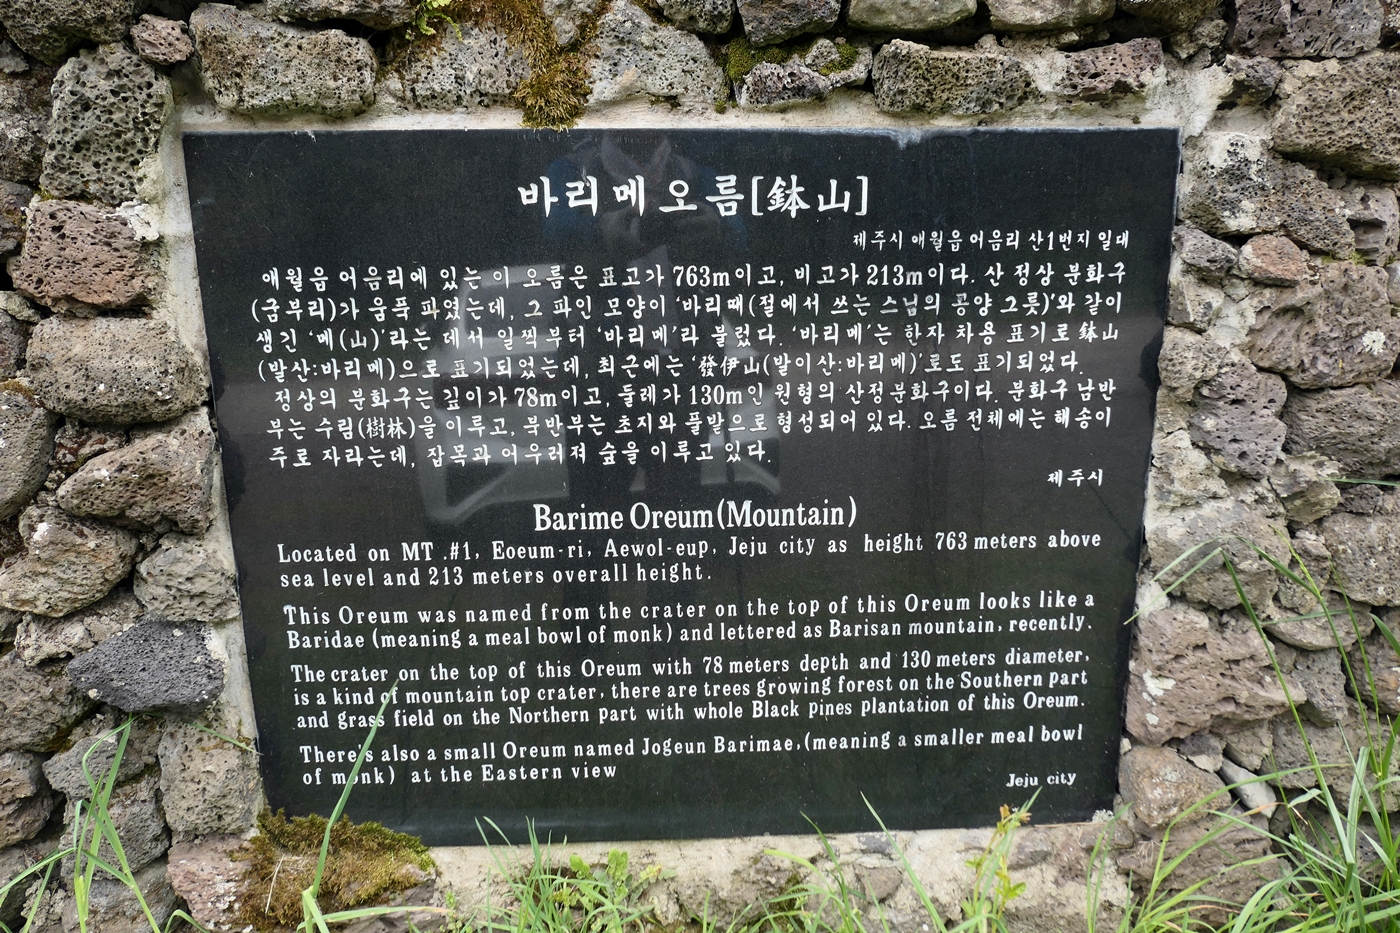 바리메오름[鉢山]
제주시 애월읍 어음리 산1번지 일대
애월읍 어음리에 있는 이 오름은 표고가 763m이고, 비고가 213m이다. 산 정상 분화구
(굼부리)가 움푹 파였는데, 그 파인 모양이 '바리때(절에서 쓰는 스님의 공양 그릇)'와 같이
생긴 '메(山)'라는 데서 일찍부터 '바리메'라 불렀다. '바리메'는 한자 차용 표기로 鉢山
(발산:바리메)으로 표기되었는데, 최근에는 '發伊山(발이산:바리메)'로도 표기되었다.
정상의 분화구는 깊이가 78m이고, 둘레가 130m인 원형의 산정분화구이다. 분화구 남반
부는 수림(樹林)을 이루고, 북반부는 초지와 풀밭으로 형성되어 있다. 오름 전체에는 해송이
주로 자라는데, 잡목과 어우러져 숲을 이루고 있다.
제주시
Barime Oreum(Mountain)
Located on MT .#1, Eoeum-ri, Aewol-eup, Jeju city as height 763 meters above
sea level and 213 meters overall height.
This Oreum was named from the crater on the top of this Oreum looks like a
Baridae (meaning a meal bowl of monk) and lettered as Barisan mountain, recently.
The crater on the top of this Oreum with 78 meters depth and 130 meters diameter,
is a kind of mountain top crater, there are trees growing forest on the Southern part
and grass field on the Northern part with whole Black pines plantation of this Oreum.
There's also a small Oreum named Jogeun Barimae,(meaning a smaller meal bowl
of monk) at the Eastern view
Jeju city